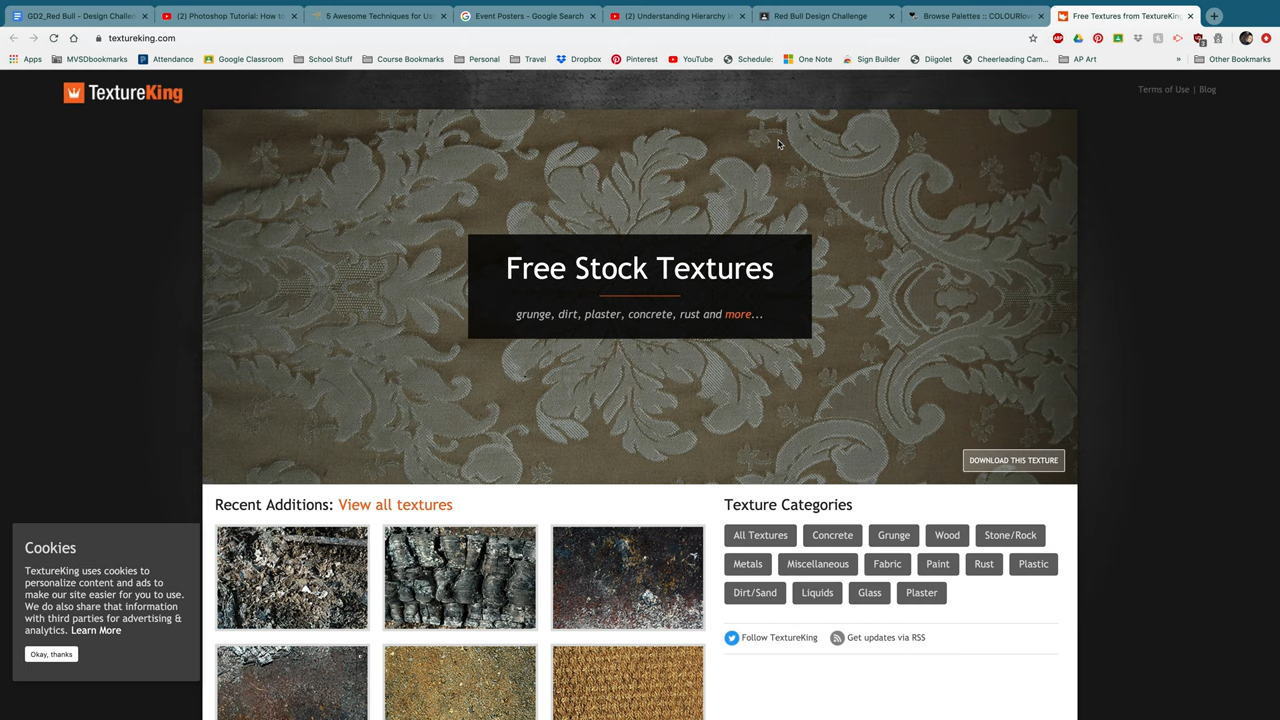 GD2_Red Bull - Design Challen
(2) Photoshop Tutorial: How to
5 Awesome Techniques for Us
Event Posters - Google Search
(2) Understanding Hierarchy in
Red Bull Design Challenge
Browse Palettes :: COLOURlov
Free Textures from TextureKing
textureking.com
Apps
MVSDbookmarks
Attendance
Google Classroom
School Stuff
Course Bookmarks
Personal
Travel
Dropbox
Pinterest
YouTube
Schedule:
One Note
Sign Builder
Diigolet
Cheerleading Cam...
AP Art
»
Other Bookmarks
TextureKing
Terms of Use | Blog
Free Stock Textures
grunge, dirt, plaster, concrete, rust and more...
DOWNLOAD THIS TEXTURE
Recent Additions: View all textures
Texture Categories
All Textures
Concrete
Grunge
Wood
Stone/Rock
Metals
Miscellaneous
Fabric
Paint
Rust
Plastic
Dirt/Sand
Liquids
Glass
Plaster
Follow TextureKing
Get updates via RSS
Cookies
TextureKing uses cookies to
personalize content and ads to
make our site easier for you to use.
We do also share that information
with third parties for advertising &
analytics. Learn More
Okay, thanks